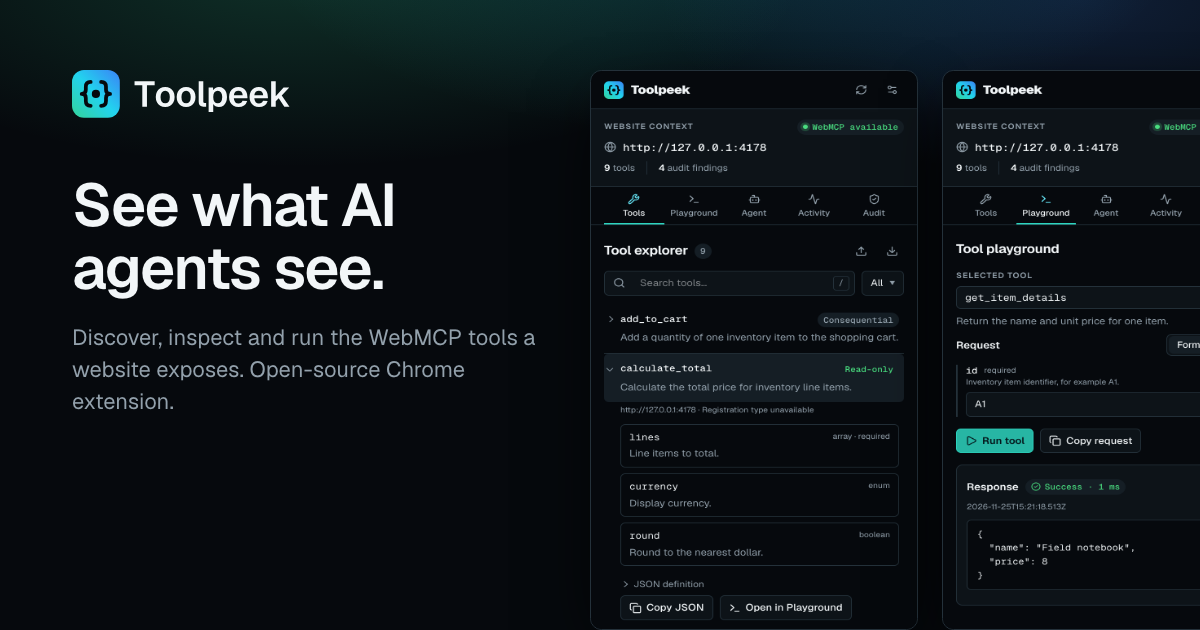 Toolpeek
See what AI
agents see.
Discover, inspect and run the WebMCP tools a
website exposes. Open-source Chrome
extension.
Toolpeek
WEBSITE CONTEXT
WebMCP available
http://127.0.0.1:4178
9 tools
4 audit findings
Tools
Playground
Agent
Activity
Audit
Tool explorer
9
Search tools…
/
All
add_to_cart
Consequential
Add a quantity of one inventory item to the shopping cart.
calculate_total
Read-only
Calculate the total price for inventory line items.
http://127.0.0.1:4178 · Registration type unavailable
lines
array · required
Line items to total.
currency
enum
Display currency.
round
boolean
Round to the nearest dollar.
JSON definition
Copy JSON
Open in Playground
Toolpeek
WEBSITE CONTEXT
WebMCP
http://127.0.0.1:4178
9 tools
4 audit findings
Tools
Playground
Agent
Activity
Tool playground
SELECTED TOOL
get_item_details
Return the name and unit price for one item.
Request
Form
id required
Inventory item identifier, for example A1.
A1
Run tool
Copy request
Response
Success · 1 ms
2026-11-25T15:21:18.513Z
{
"name": "Field notebook",
"price": 8
}